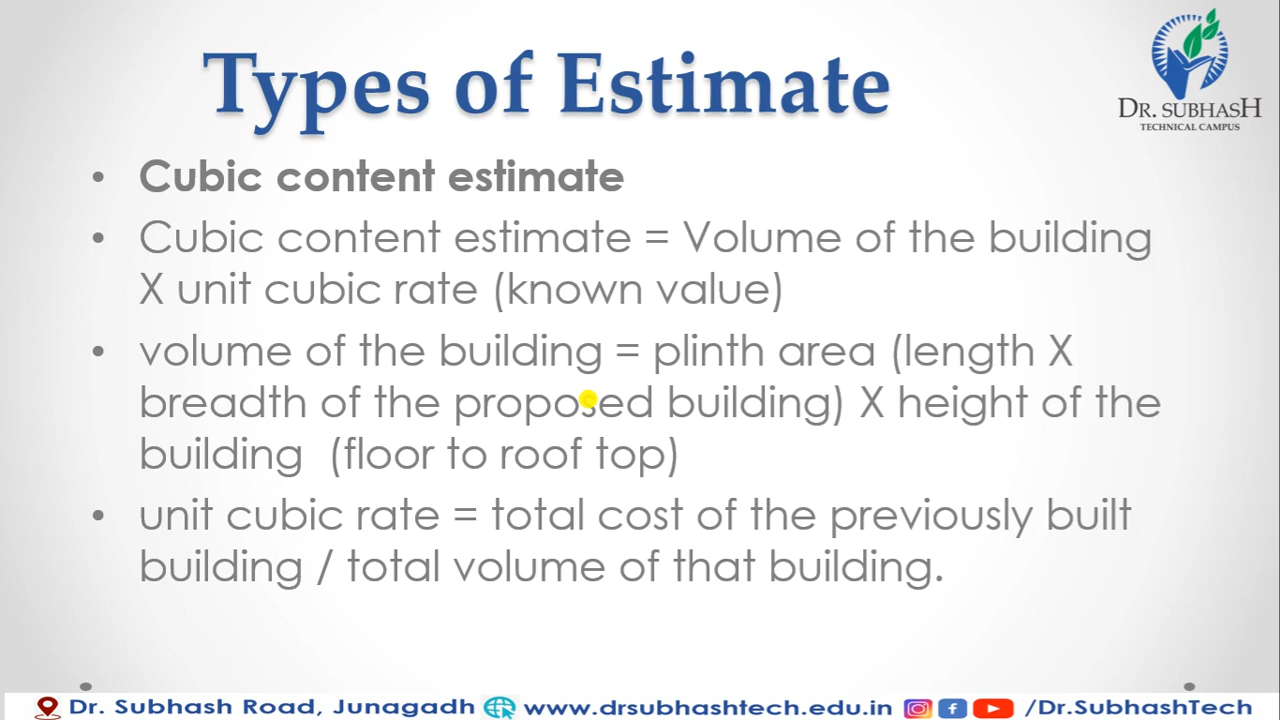 Types of Estimate
DR. SUBHASH
TECHNICAL CAMPUS
• Cubic content estimate
• Cubic content estimate = Volume of the building
X unit cubic rate (known value)
• volume of the building = plinth area (length X
breadth of the proposed building) X height of the
building (floor to roof top)
• unit cubic rate = total cost of the previously built
building / total volume of that building.
Dr. Subhash Road, Junagadh www.drsubhashtech.edu.in /Dr.SubhashTech